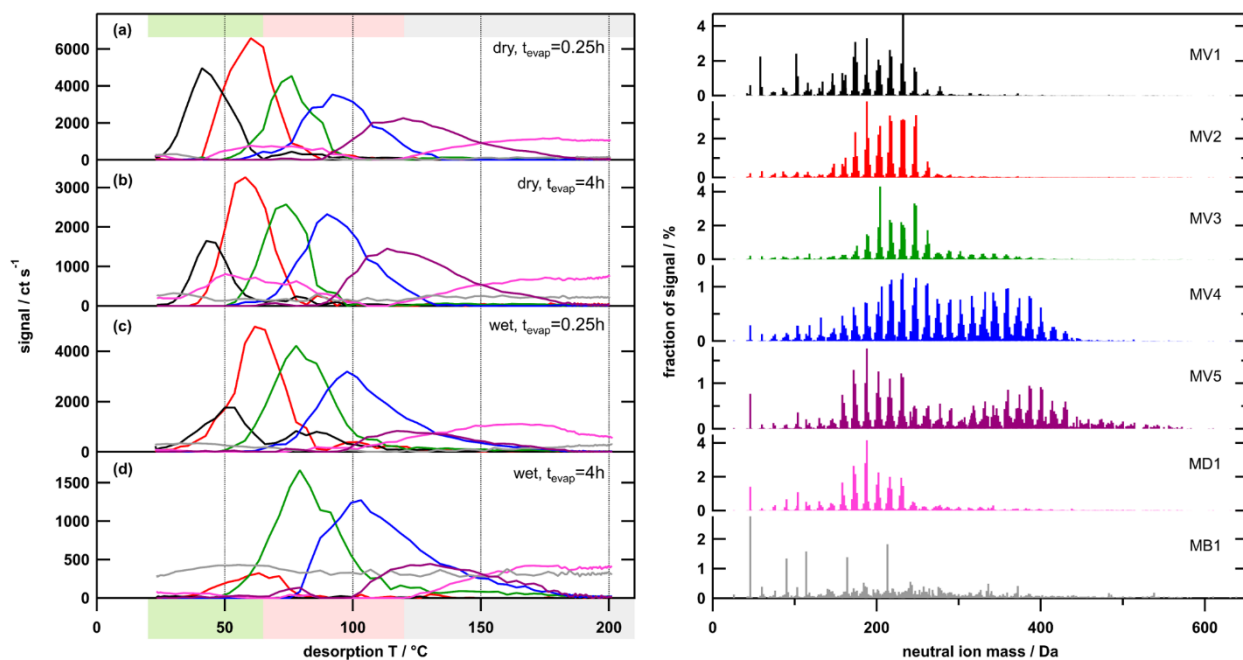 (a)
dry, tevap=0.25h
6000
4000
2000
0
(b)
dry, tevap=4h
3000
2000
1000
0
(c)
wet, tevap=0.25h
4000
2000
0
(d)
wet, tevap=4h
1500
1000
500
0
signal / ct s-1
0
50
100
150
200
desorption T / °C
4
2
0
MV1
2
0
MV2
4
2
0
MV3
1
0
MV4
1
0
MV5
4
2
0
MD1
2
1
0
MB1
fraction of signal / %
0
200
400
600
neutral ion mass / Da